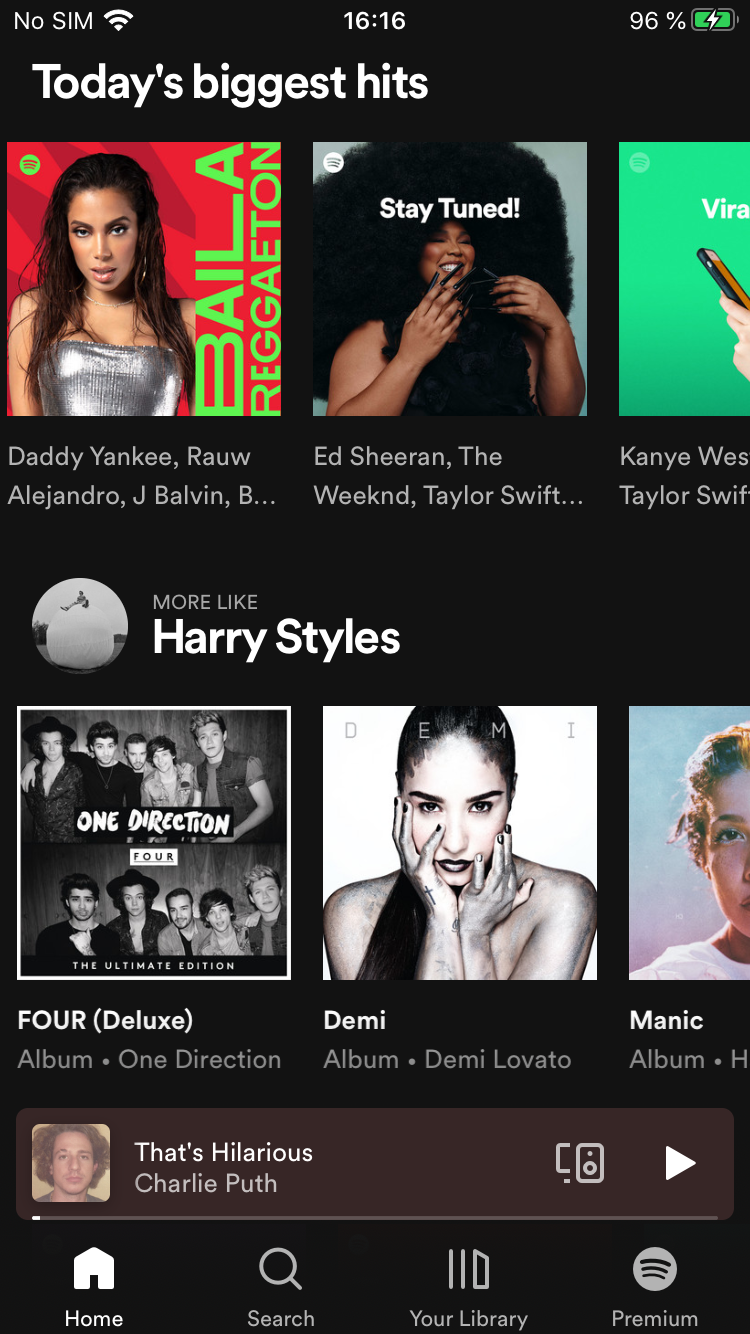 No SIM 16:16 96 %
Today's biggest hits
BAILA
REGGAETON
Stay Tuned!
Vira
Daddy Yankee, Rauw
Alejandro, J Balvin, B…
Ed Sheeran, The
Weeknd, Taylor Swift…
Kanye Wes
Taylor Swif
MORE LIKE
Harry Styles
ONE DIRECTION
FOUR
THE ULTIMATE EDITION
D E M I
FOUR (Deluxe)
Album • One Direction
Demi
Album • Demi Lovato
Manic
Album • H
That's Hilarious
Charlie Puth
Home
Search
Your Library
Premium